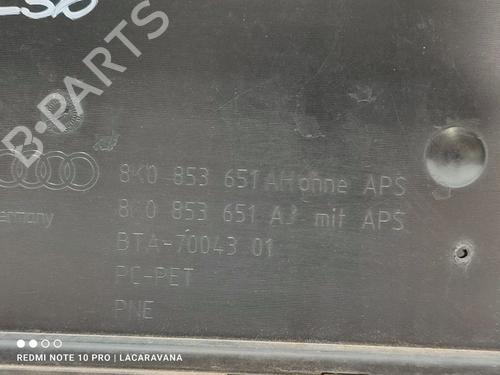 B-PARTS
8K0 853 651 AH ohne APS
8K0 853 651 AJ mit APS
Germany
BTA-70043 01
PC-PET
PNE
REDMI NOTE 10 PRO | LACARAVANA